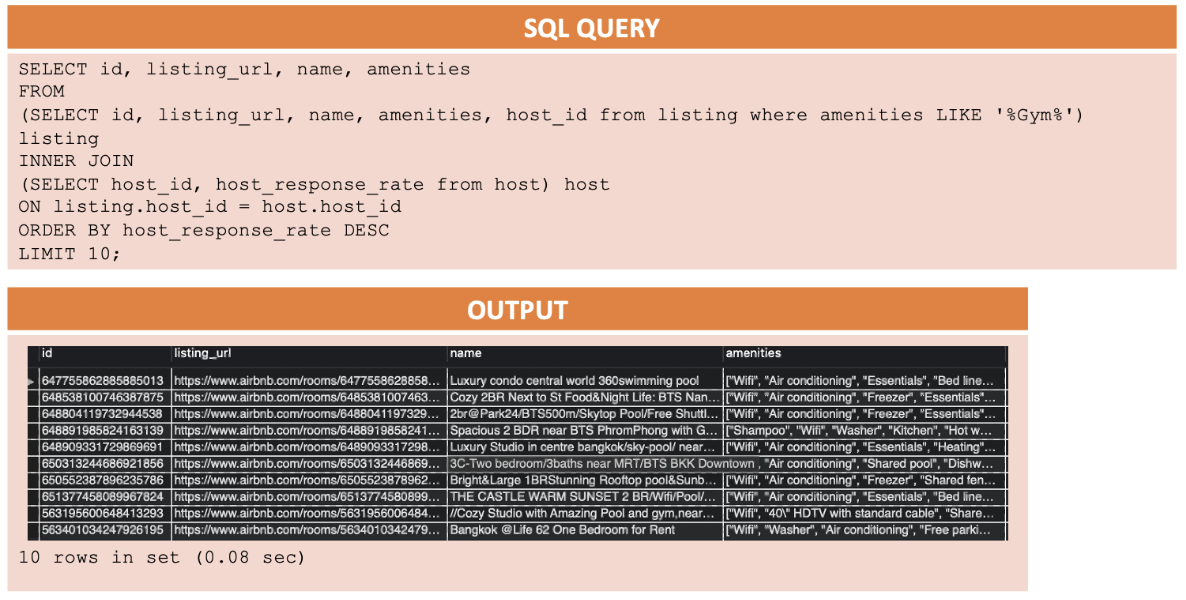 SQL QUERY
SELECT id, listing_url, name, amenities
FROM
(SELECT id, listing_url, name, amenities, host_id from listing where amenities LIKE '%Gym%')
listing
INNER JOIN
(SELECT host_id, host_response_rate from host) host
ON listing.host_id = host.host_id
ORDER BY host_response_rate DESC
LIMIT 10;
OUTPUT
id listing_url name amenities
647755862885885013 https://www.airbnb.com/rooms/6477558628858... Luxury condo central world 360swimming pool ["Wifi", "Air conditioning", "Essentials", "Bed line...
648538100746387875 https://www.airbnb.com/rooms/6485381007463... Cozy 2BR Next to St Food&Night Life: BTS Nan... ["Wifi", "Air conditioning", "Freezer", "Essentials"...
648804119732944538 https://www.airbnb.com/rooms/6488041197329... 2br@Park24/BTS500m/Skytop Pool/Free Shuttl... ["Wifi", "Air conditioning", "Freezer", "Essentials"...
648891985824163139 https://www.airbnb.com/rooms/6488919858241... Spacious 2 BDR near BTS PhromPhong with G... ["Shampoo", "Wifi", "Washer", "Kitchen", "Hot w...
648909331729869691 https://www.airbnb.com/rooms/6489093317298... Luxury Studio in centre bangkok/sky-pool/ near... ["Wifi", "Air conditioning", "Essentials", "Heating"...
650313244686921856 https://www.airbnb.com/rooms/6503132446869... 3C-Two bedroom/3baths near MRT/BTS BKK Downtown , "Air conditioning", "Shared pool", "Dishw...
650552387896235786 https://www.airbnb.com/rooms/6505523878962... Bright&Large 1BRStunning Rooftop pool&Sunb... ["Wifi", "Air conditioning", "Freezer", "Shared fen...
651377458089967824 https://www.airbnb.com/rooms/6513774580899... THE CASTLE WARM SUNSET 2 BR/Wifi/Pool/... ["Wifi", "Air conditioning", "Essentials", "Bed line...
563195600648413293 https://www.airbnb.com/rooms/5631956006484... //Cozy Studio with Amazing Pool and gym,near... ["Wifi", "40\" HDTV with standard cable", "Share...
563401034247926195 https://www.airbnb.com/rooms/5634010342479... Bangkok @Life 62 One Bedroom for Rent ["Wifi", "Washer", "Air conditioning", "Free parki...
10 rows in set (0.08 sec)